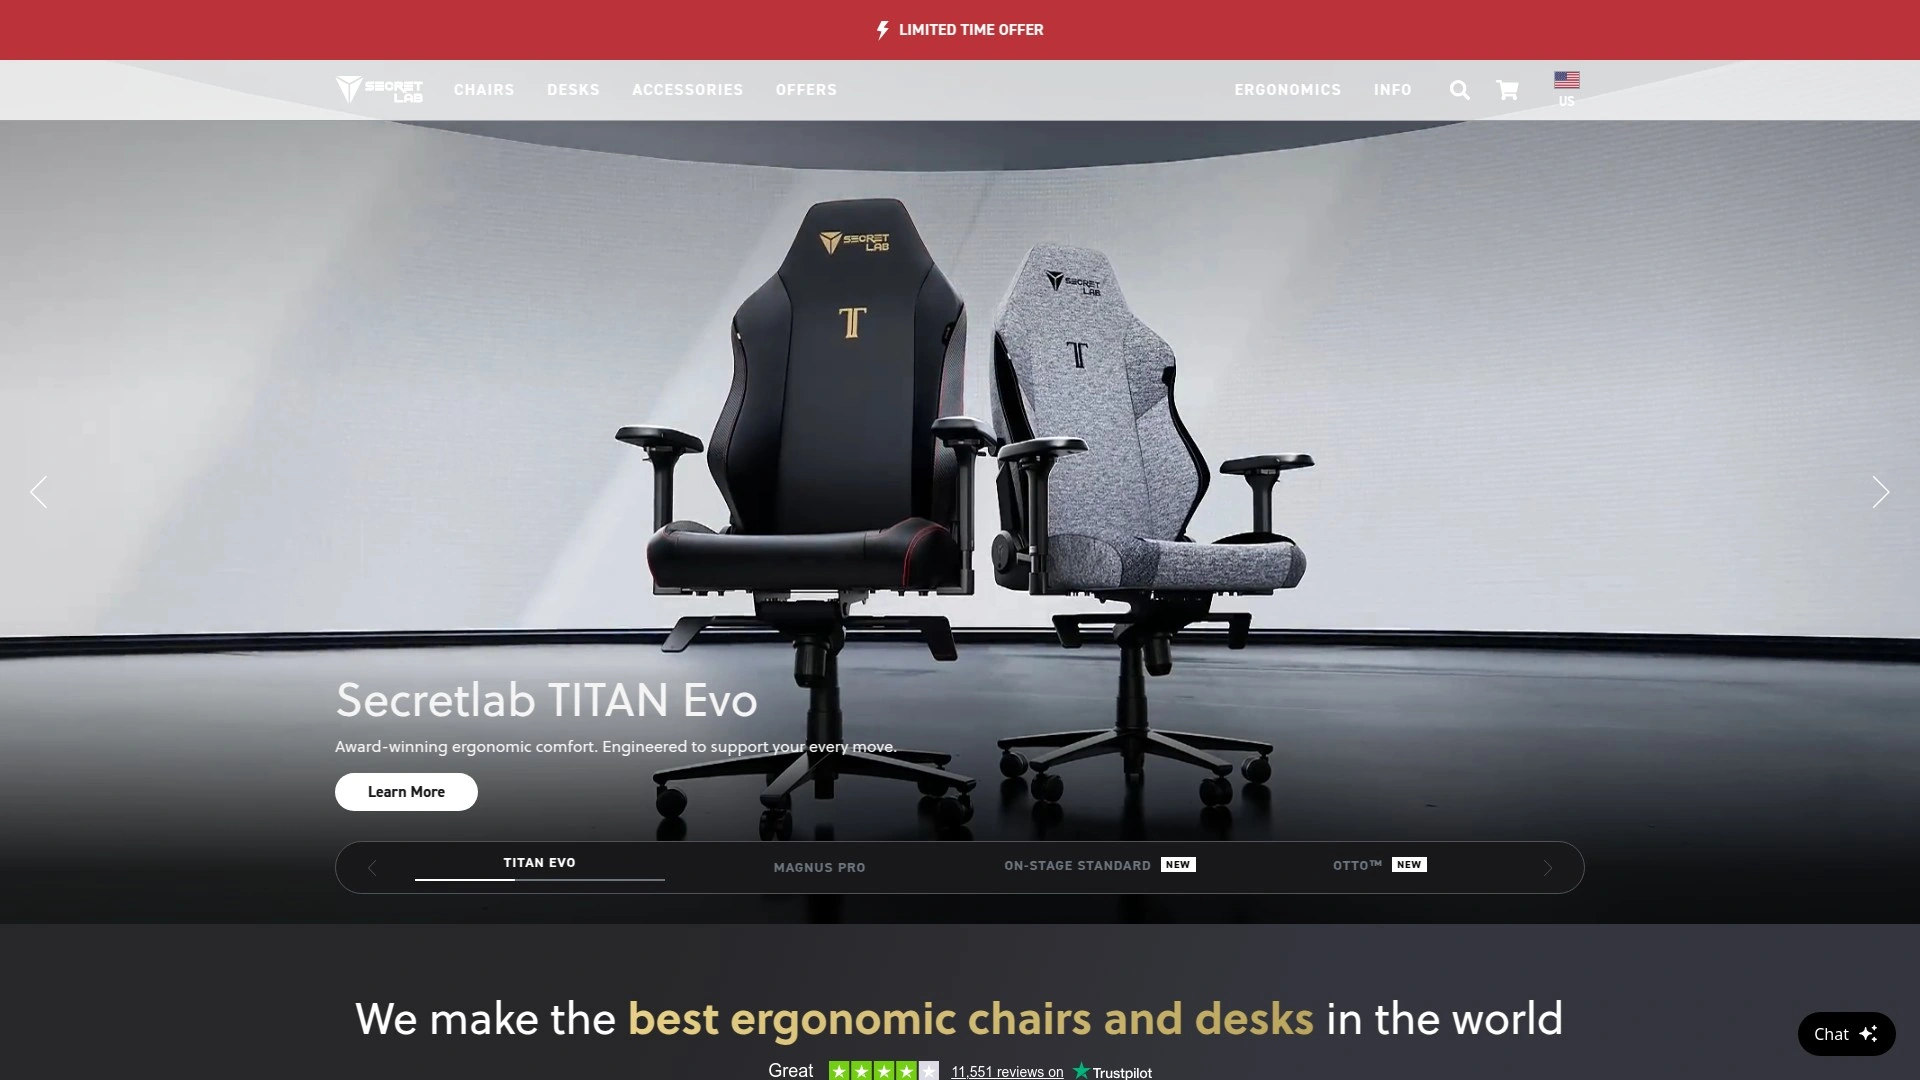 LIMITED TIME OFFER
SECRET LAB
CHAIRS
DESKS
ACCESSORIES
OFFERS
ERGONOMICS
INFO
US
SECRET LAB
T
SECRET LAB
T
Secretlab TITAN Evo
Award-winning ergonomic comfort. Engineered to support your every move.
Learn More
TITAN EVO
MAGNUS PRO
ON-STAGE STANDARD NEW
OTTO™ NEW
We make the best ergonomic chairs and desks in the world
Chat
Great
11,551 reviews on
Trustpilot